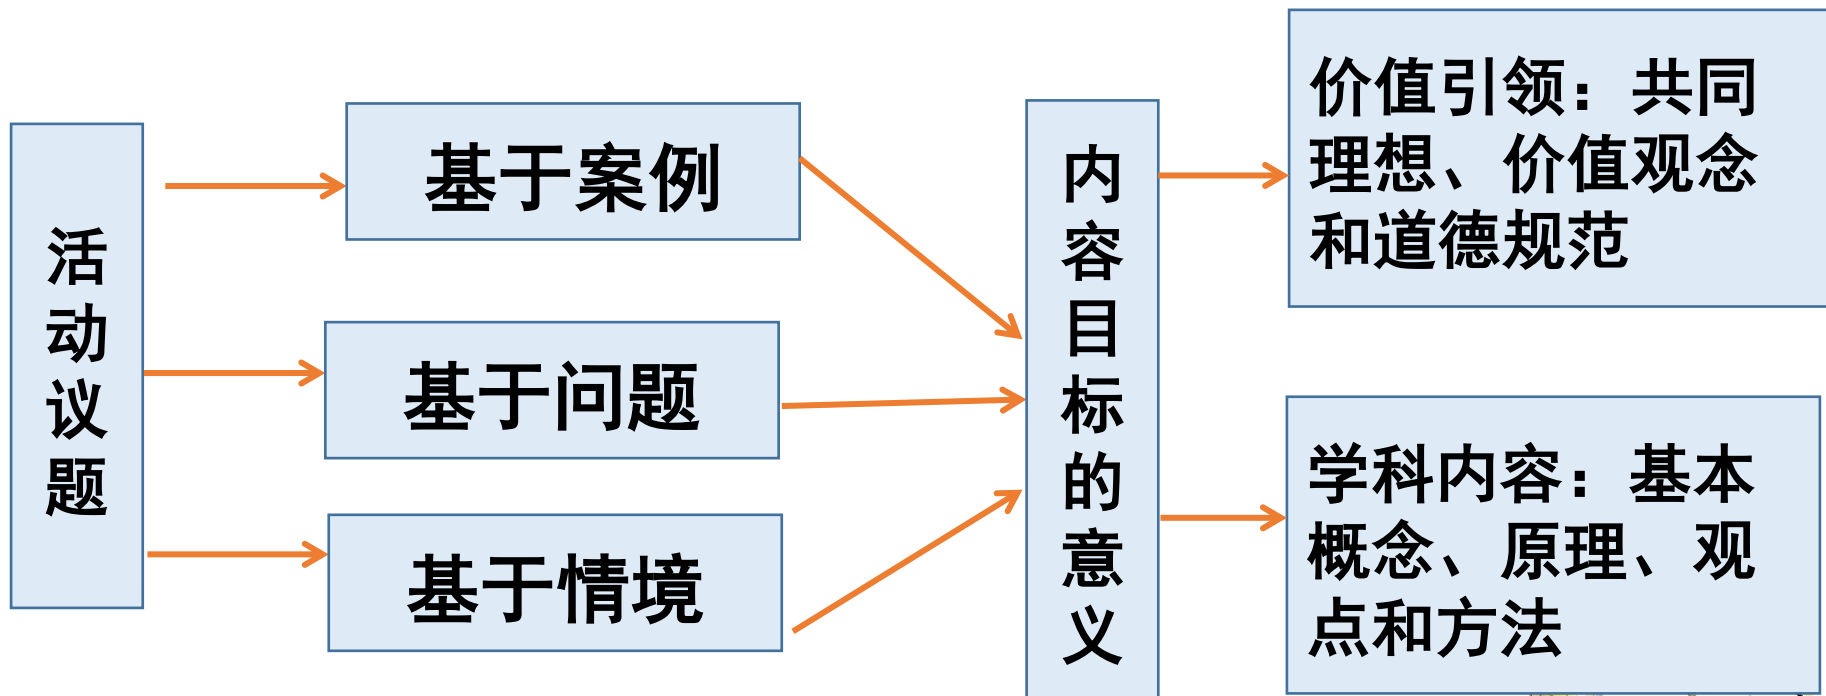 活动议题
基于案例
基于问题
基于情境
内容目标的意义
价值引领：共同
理想、价值观念
和道德规范
学科内容：基本
概念、原理、观
点和方法